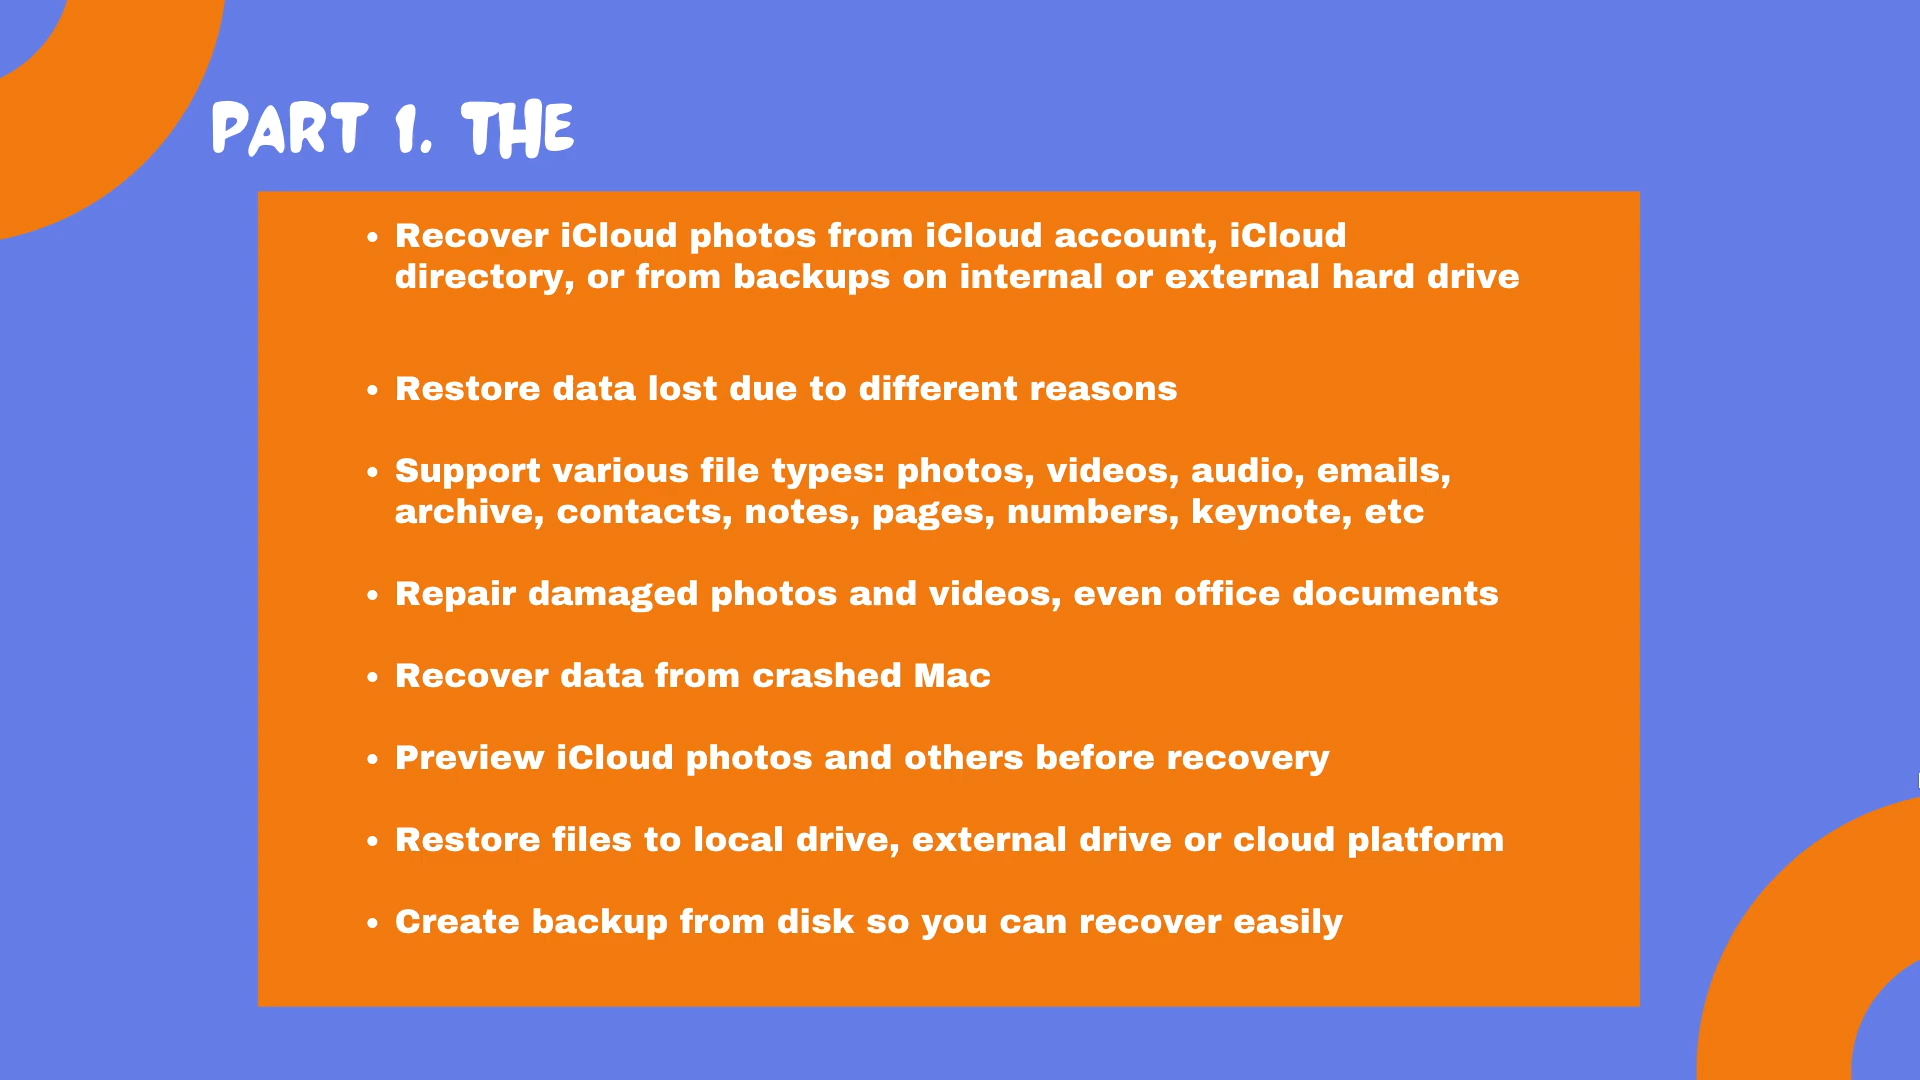 PART 1. THE
• Recover iCloud photos from iCloud account, iCloud
directory, or from backups on internal or external hard drive
• Restore data lost due to different reasons
• Support various file types: photos, videos, audio, emails,
archive, contacts, notes, pages, numbers, keynote, etc
• Repair damaged photos and videos, even office documents
• Recover data from crashed Mac
• Preview iCloud photos and others before recovery
• Restore files to local drive, external drive or cloud platform
• Create backup from disk so you can recover easily